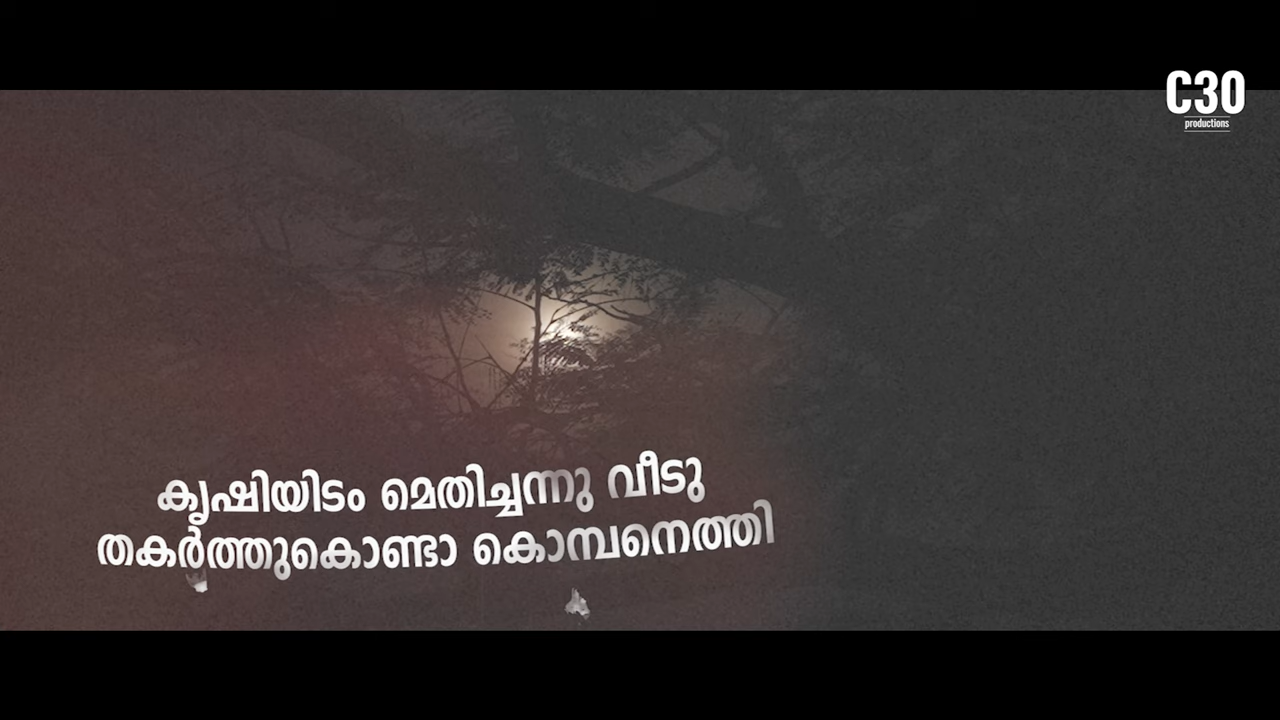 C30
productions
കൃഷിയിടം മെതിച്ചന്നു വീടു
തകർത്തുകൊണ്ടാ കൊമ്പനെത്തി